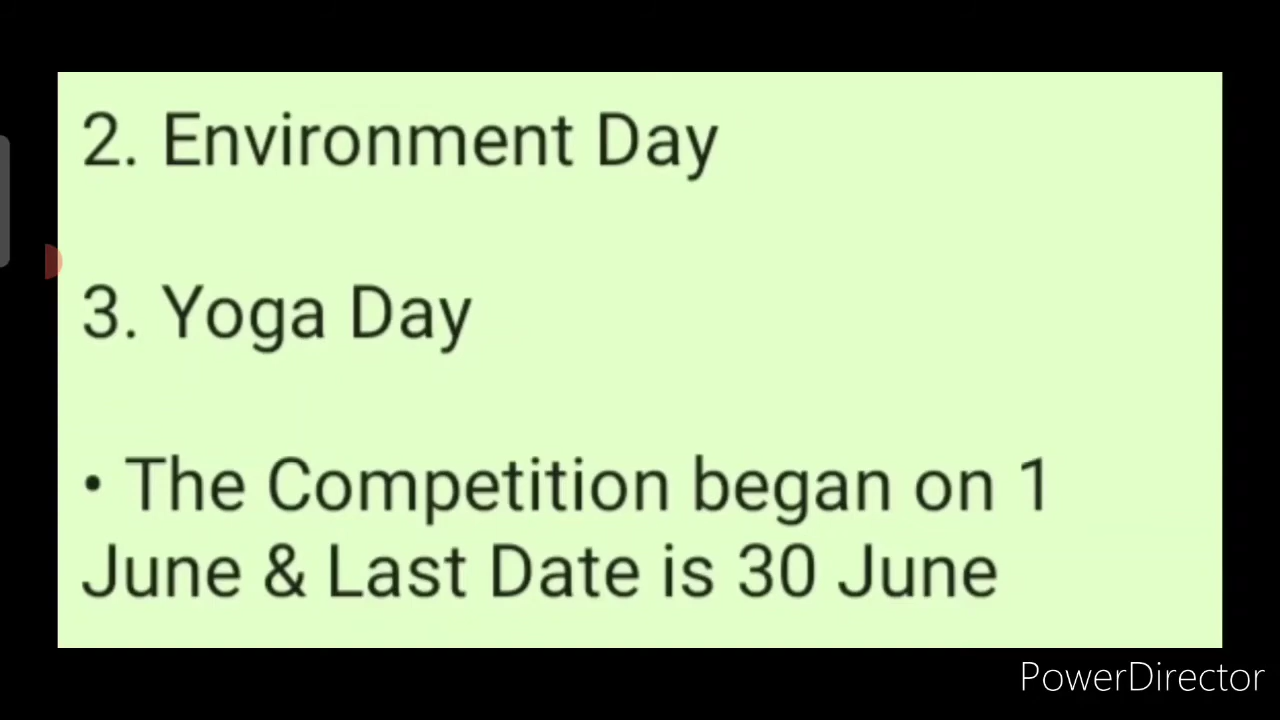 2. Environment Day
3. Yoga Day
• The Competition began on 1
June & Last Date is 30 June
PowerDirector